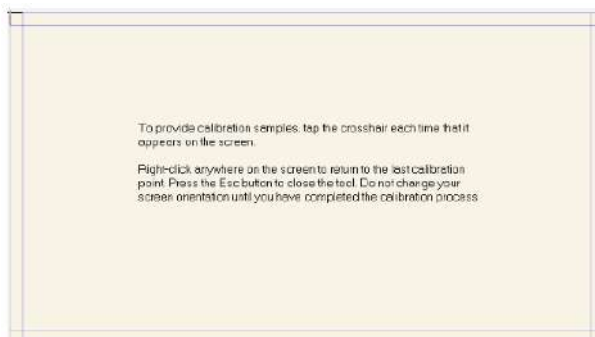 To provide calibration samples, tap the crosshair each time that it
appears on the screen.
Right-click anywhere on the screen to return to the last calibration
point. Press the Esc button to close the tool. Do not change your
screen orientation until you have completed the calibration process